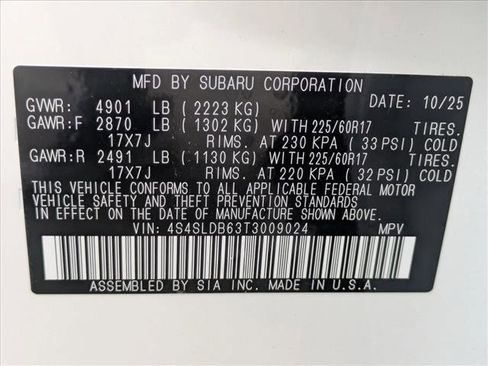 MFD BY SUBARU CORPORATION
GVWR: 4901 LB (2223 KG) DATE: 10/25
GAWR:F 2870 LB (1302 KG) WITH 225/60R17 TIRES.
17X7J RIMS. AT 230 KPA (33 PSI) COLD
GAWR:R 2491 LB (1130 KG) WITH 225/60R17 TIRES.
17X7J RIMS. AT 220 KPA (32 PSI) COLD
THIS VEHICLE CONFORMS TO ALL APPLICABLE FEDERAL MOTOR
VEHICLE SAFETY AND THEFT PREVENTION STANDARDS
IN EFFECT ON THE DATE OF MANUFACTURE SHOWN ABOVE.
VIN: 4S4SLDB63T3009024 MPV
ASSEMBLED BY SIA INC. MADE IN U.S.A.